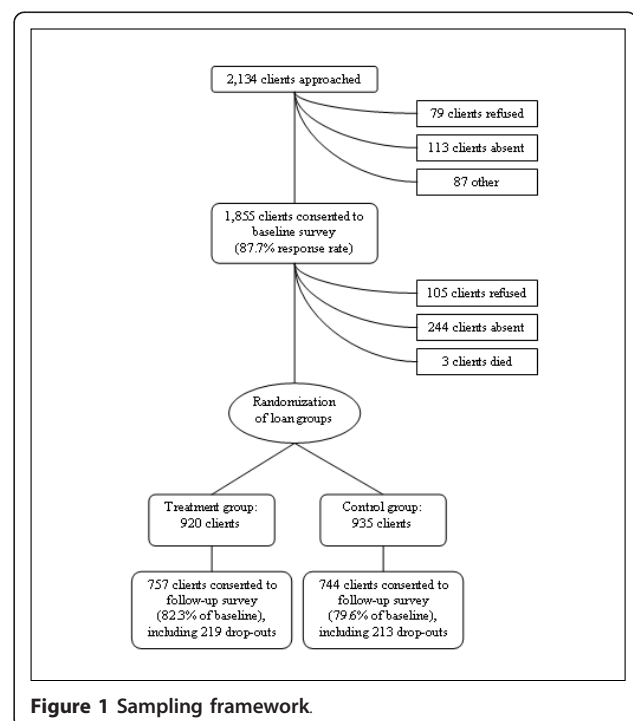 2,134 clients approached
79 clients refused
113 clients absent
87 other
1,855 clients consented to
baseline survey
(87.7% response rate)
105 clients refused
244 clients absent
3 clients died
Randomization
of loan groups
Treatment group:
920 clients
Control group:
935 clients
757 clients consented to
follow-up survey
(82.3% of baseline),
including 219 drop-outs
744 clients consented to
follow-up survey
(79.6% of baseline),
including 213 drop-outs
Figure 1 Sampling framework.